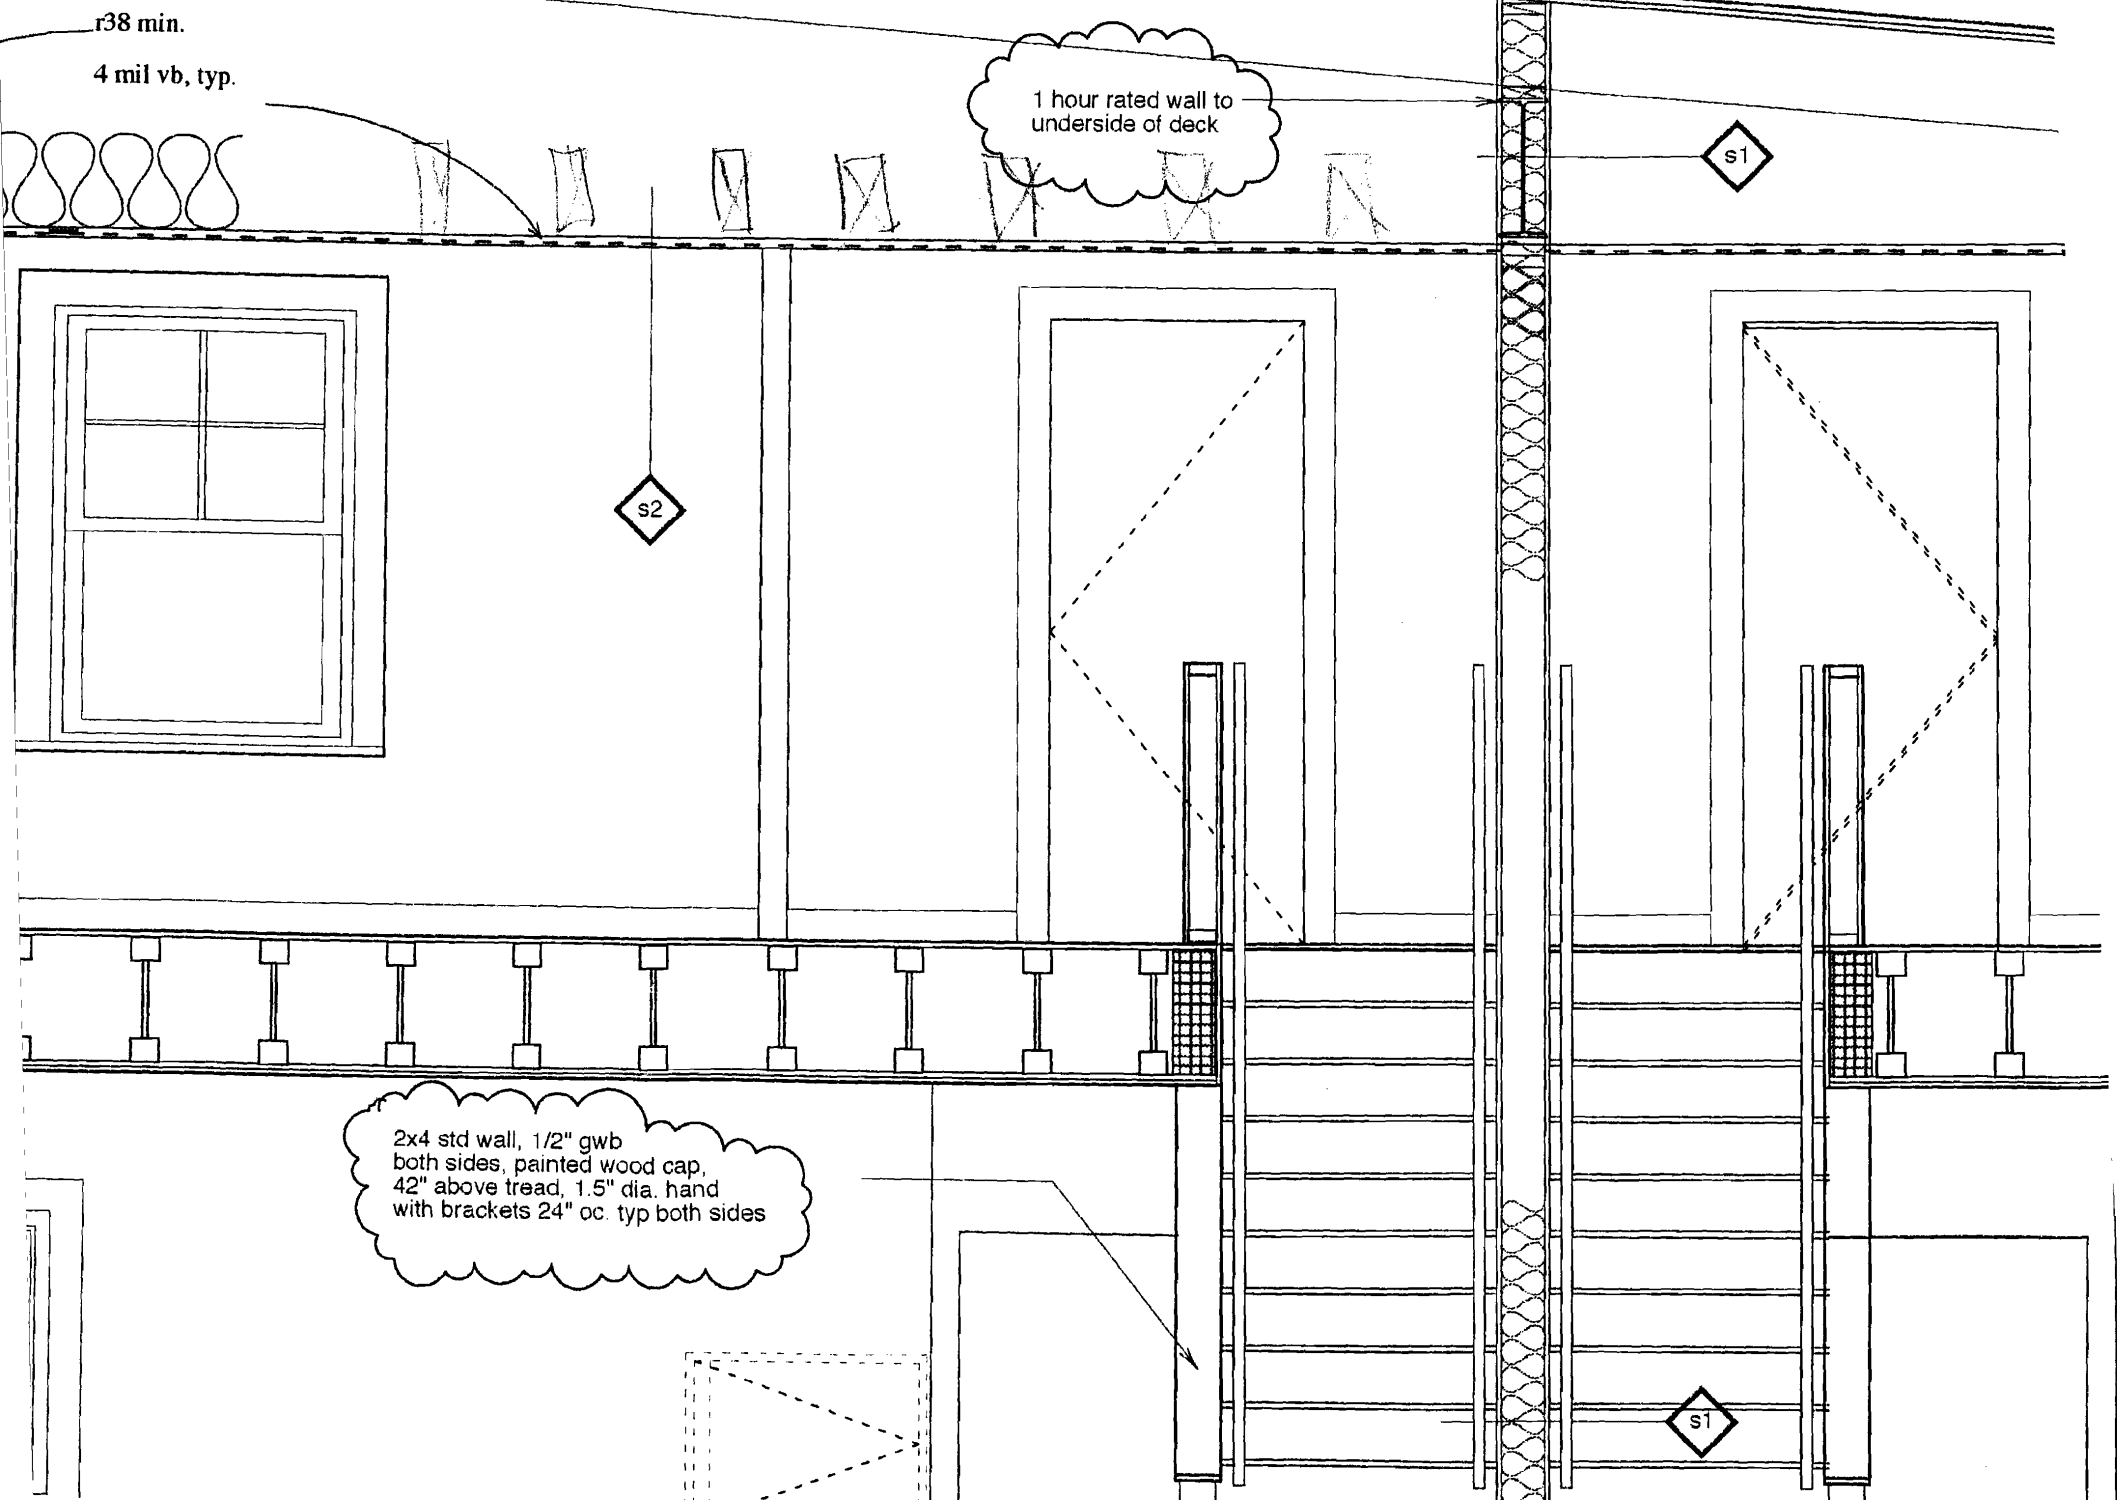 r38 min.
4 mil vb, typ.
1 hour rated wall to
underside of deck
s1
s2
2x4 std wall, 1/2" gwb
both sides, painted wood cap,
42" above tread, 1.5" dia. hand
with brackets 24" oc. typ both sides
s1